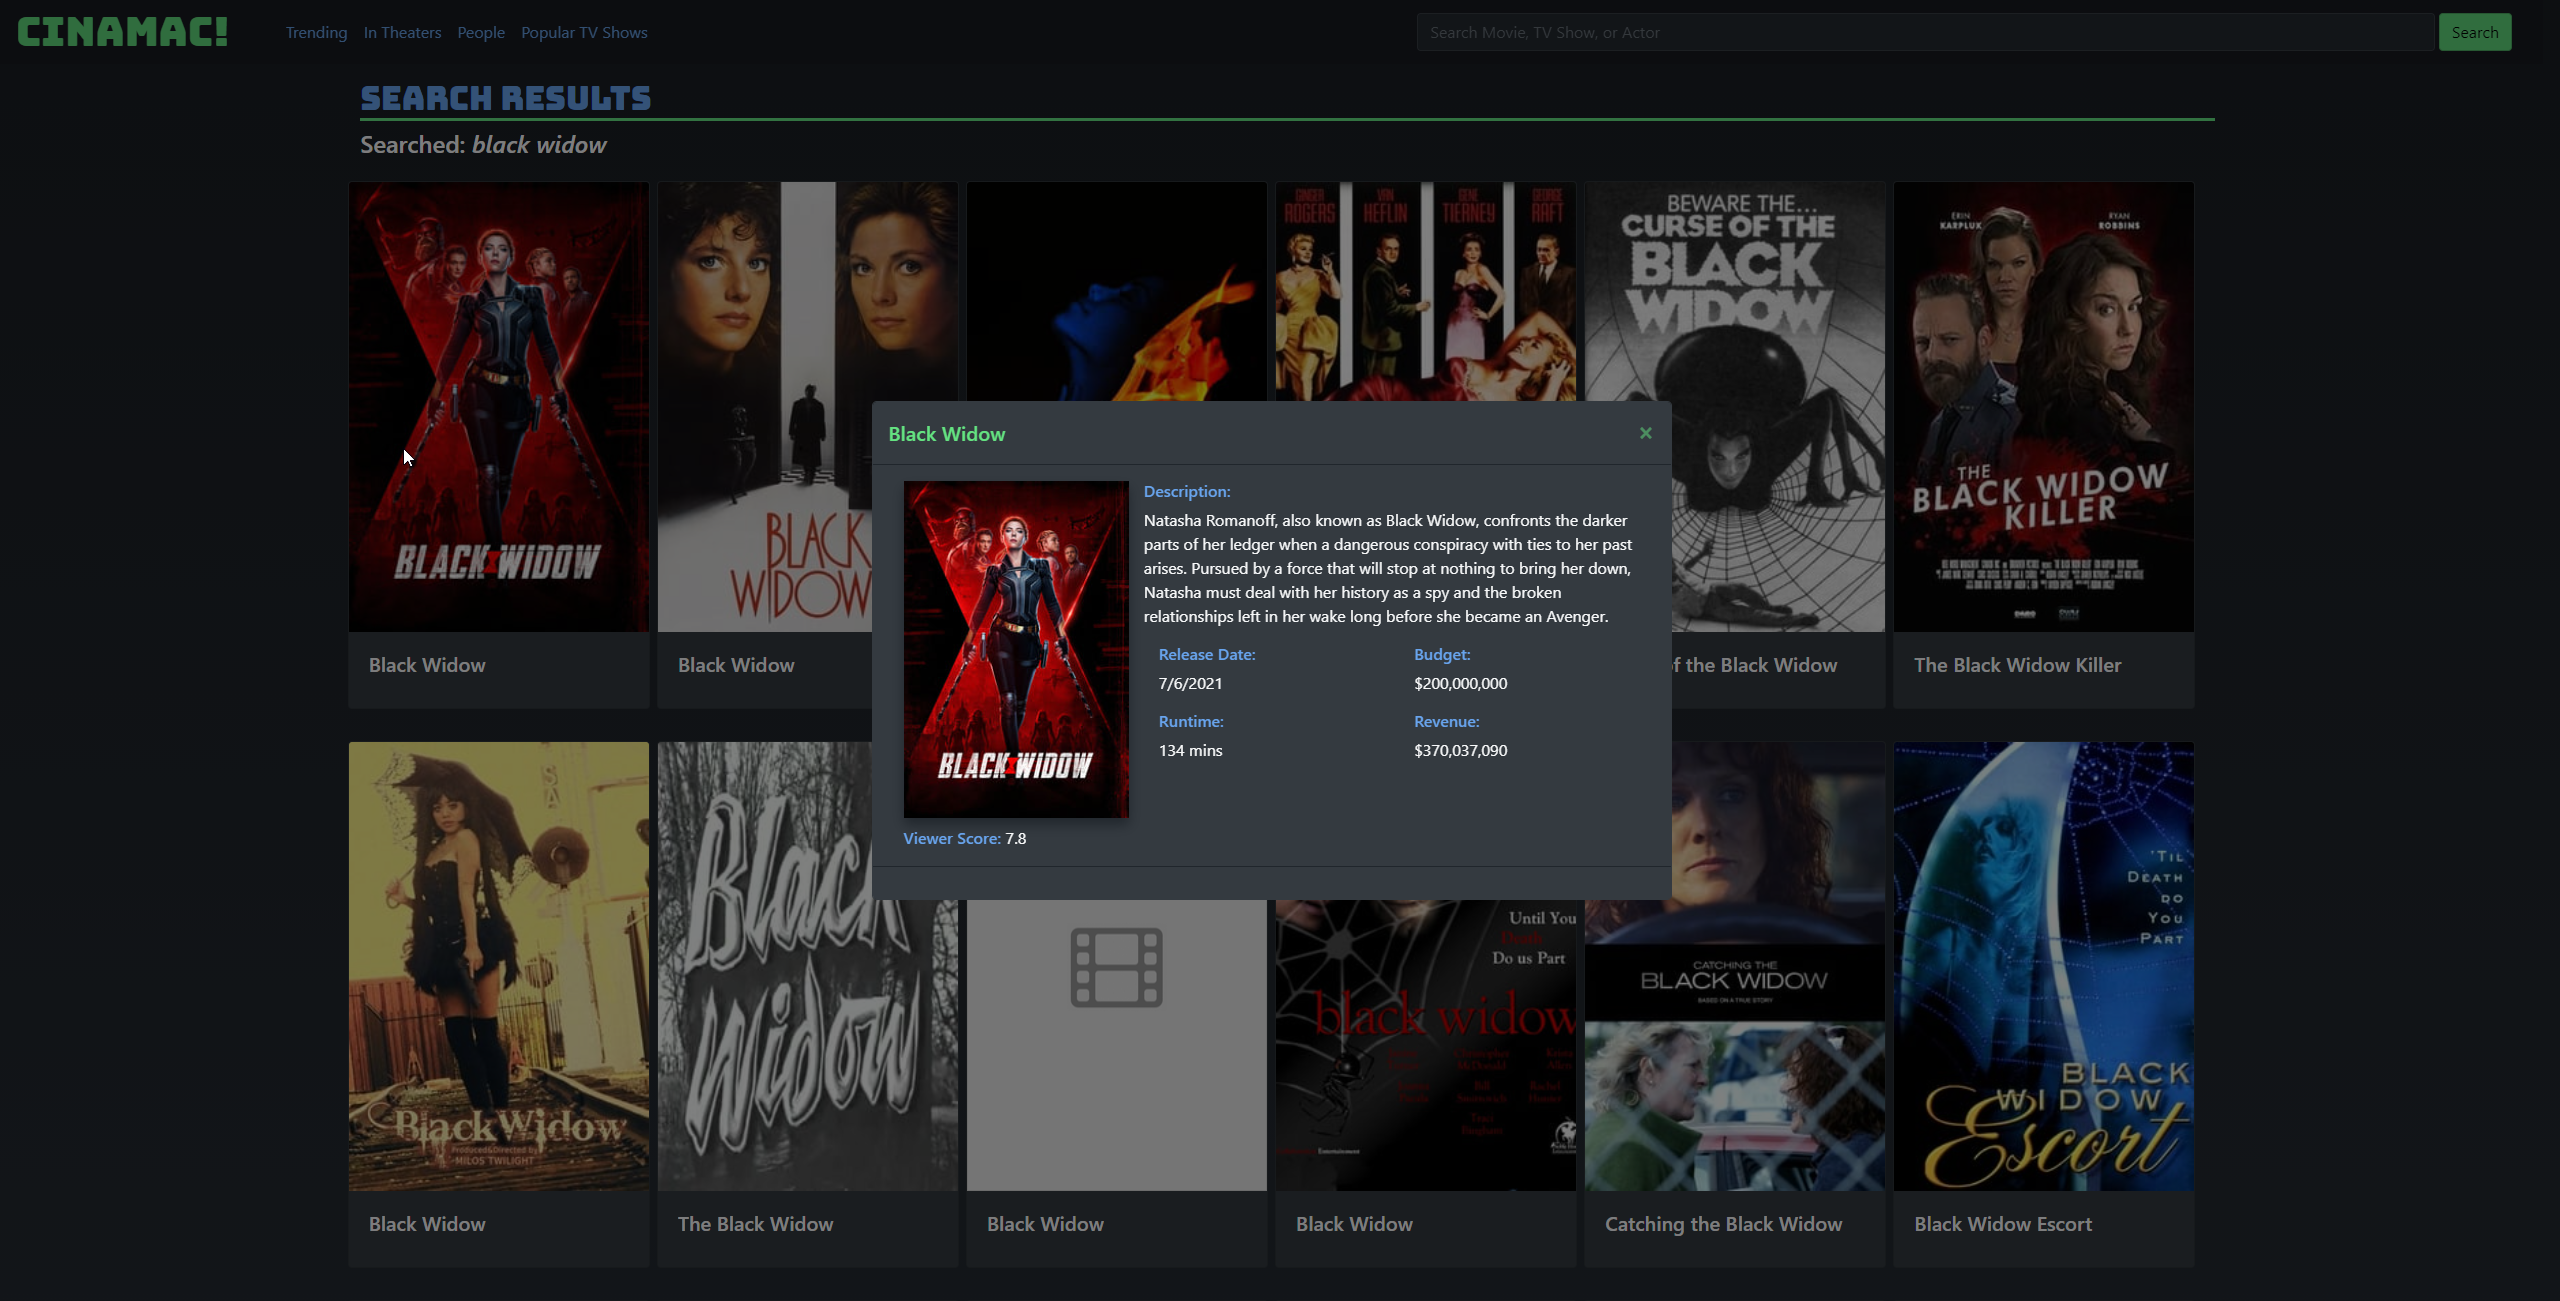 CINAMAC!
Trending
In Theaters
People
Popular TV Shows
Search Movie, TV Show, or Actor
Search
SEARCH RESULTS
Searched: black widow
BLACK WIDOW
BLACK
WIDOW
GINGER
ROGERS
VAN
HEFLIN
GENE
TIERNEY
GEORGE
RAFT
BEWARE THE...
CURSE OF THE
BLACK
WIDOW
ERIN
KARPLUK
RYAN
ROBBINS
THE
BLACK WIDOW
KILLER
Black Widow
Black Widow
f the Black Widow
The Black Widow Killer
Black Widow
×
BLACK WIDOW
Description:
Natasha Romanoff, also known as Black Widow, confronts the darker
parts of her ledger when a dangerous conspiracy with ties to her past
arises. Pursued by a force that will stop at nothing to bring her down,
Natasha must deal with her history as a spy and the broken
relationships left in her wake long before she became an Avenger.
Release Date:
7/6/2021
Budget:
$200,000,000
Runtime:
134 mins
Revenue:
$370,037,090
Viewer Score: 7.8
Black Widow
Produced & Directed by
MILOS TWILIGHT
Black
Widow
Until You
Death
Do us Part
black widow
CATCHING THE
BLACK WIDOW
BASED ON A TRUE STORY
'TIL
DEATH
DO
YOU
PART
BLACK
WIDOW
Escort
Black Widow
The Black Widow
Black Widow
Black Widow
Catching the Black Widow
Black Widow Escort